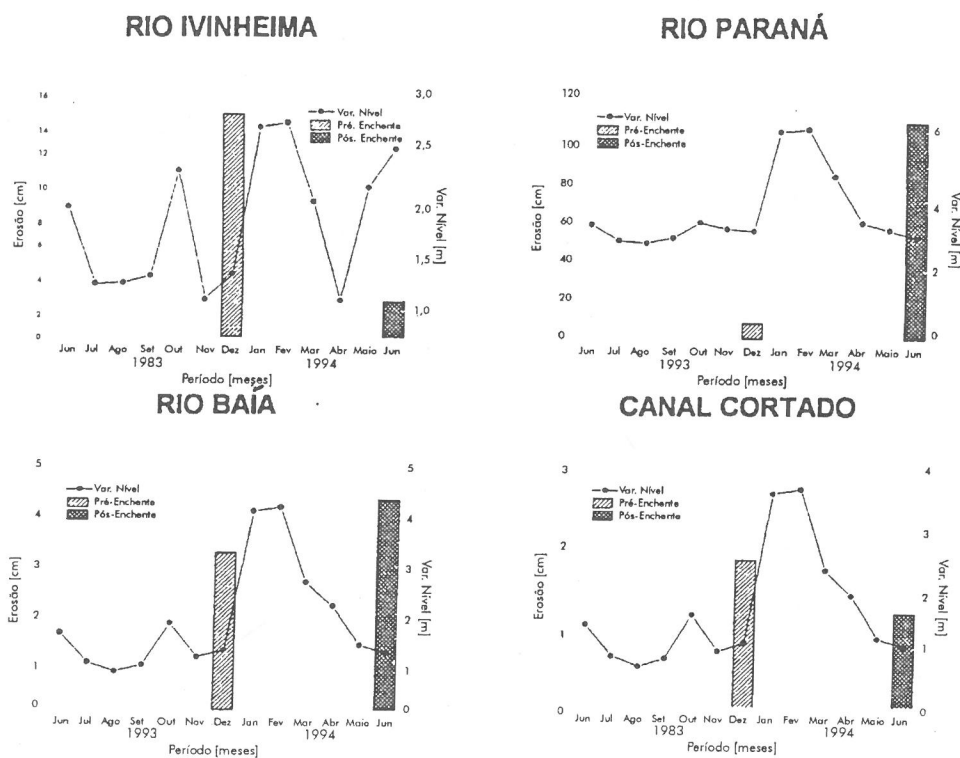 RIO IVINHEIMA
16
14
12
10
8
6
4
2
0
Erosão [cm]
Var. Nível
Pré. Enchente
Pós. Enchente
3,0
2,5
2,0
1,5
1,0
Var. Nível [m]
Jun Jul Ago Set Out Nov Dez Jan Fev Mar Abr Maio Jun
1983 1994
Período [meses]
RIO PARANÁ
120
100
80
60
40
20
0
Erosão [cm]
Var. Nível
Pré-Enchente
Pós-Enchente
6
4
2
0
Var. Nível [m]
Jun Jul Ago Set Out Nov Dez Jan Fev Mar Abr Maio Jun
1993 1994
Período [meses]
RIO BAÍA
5
4
3
2
1
0
Erosão [cm]
Var. Nível
Pré-Enchente
Pós-Enchente
5
4
3
2
1
0
Var. Nível [m]
Jun Jul Ago Set Out Nov Dez Jan Fev Mar Abr Maio Jun
1993 1994
Período [meses]
CANAL CORTADO
3
2
1
0
Erosão [cm]
Var. Nível
Pré-Enchente
Pós-Enchente
4
3
2
1
0
Var. Nível [m]
Jun Jul Ago Set Out Nov Dez Jan Fev Mar Abr Maio Jun
1983 1994
Período [meses]